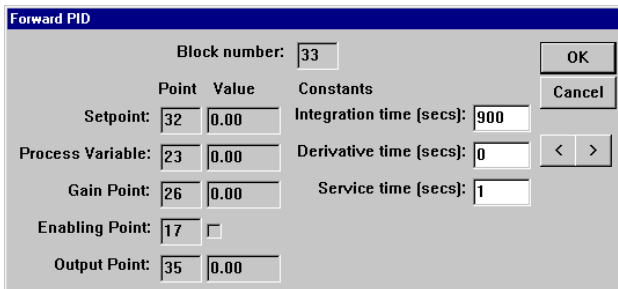 Forward PID
Block number: 33 OK
Point Value Constants Cancel
Setpoint: 32 0.00 Integration time (secs): 900
Process Variable: 23 0.00 Derivative time (secs): 0 < >
Gain Point: 26 0.00 Service time (secs): 1
Enabling Point: 17
Output Point: 35 0.00